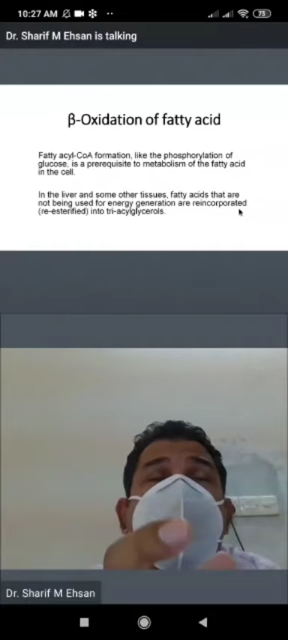 10:27 AM
75
Dr. Sharif M Ehsan is talking
β-Oxidation of fatty acid
Fatty acyl-CoA formation, like the phosphorylation of
glucose, is a prerequisite to metabolism of the fatty acid
in the cell.
In the liver and some other tissues, fatty acids that are
not being used for energy generation are reincorporated
(re-esterified) into tri-acylglycerols.
Dr. Sharif M Ehsan